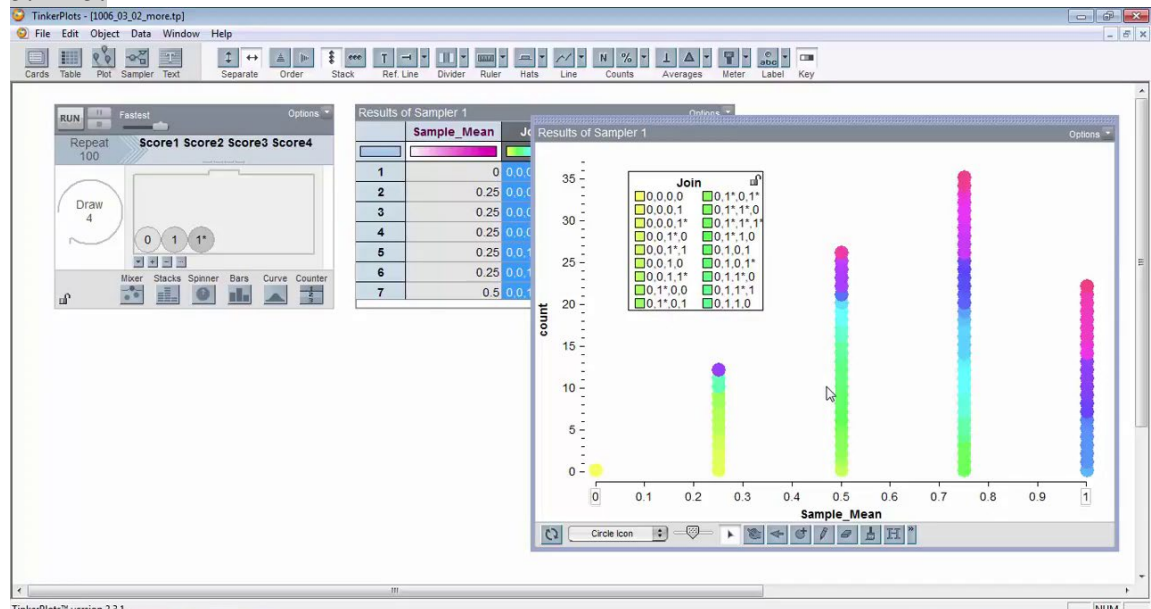 TinkerPlots - [1006_03_02_more.tp]
File Edit Object Data Window Help
Cards Table Plot Sampler Text Separate Order Stack Ref. Line Divider Ruler Hats Line Counts Averages Meter Label Key
RUN Fastest Options
Repeat 100
Score1 Score2 Score3 Score4
Draw 4
0 1 1*
Mixer Stacks Spinner Bars Curve Counter
Results of Sampler 1 Options
Sample_Mean
1 0
2 0.25
3 0.25
4 0.25
5 0.25
6 0.25
7 0.5
Results of Sampler 1 Options
Join
0,0,0,0 0,1*,0,1*
0,0,0,1 0,1*,1*,0
0,0,0,1* 0,1*,1*,1*
0,0,1*,0 0,1*,1,0
0,0,1*,1 0,1,0,1
0,0,1,0 0,1,0,1*
0,0,1,1* 0,1,1*,0
0,1*,0,0 0,1,1*,1
0,1*,0,1 0,1,1,0
count
35
30
25
20
15
10
5
0
0 0.1 0.2 0.3 0.4 0.5 0.6 0.7 0.8 0.9 1
Sample_Mean
Circle Icon
NUM